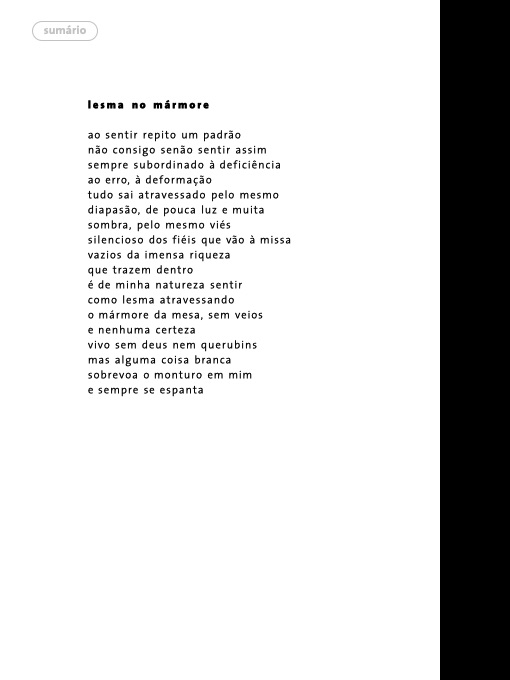 sumário
lesma no mármore
ao sentir repito um padrão
não consigo senão sentir assim
sempre subordinado à deficiência
ao erro, à deformação
tudo sai atravessado pelo mesmo
diapasão, de pouca luz e muita
sombra, pelo mesmo viés
silencioso dos fiéis que vão à missa
vazios da imensa riqueza
que trazem dentro
é de minha natureza sentir
como lesma atravessando
o mármore da mesa, sem veios
e nenhuma certeza
vivo sem deus nem querubins
mas alguma coisa branca
sobrevoa o monturo em mim
e sempre se espanta